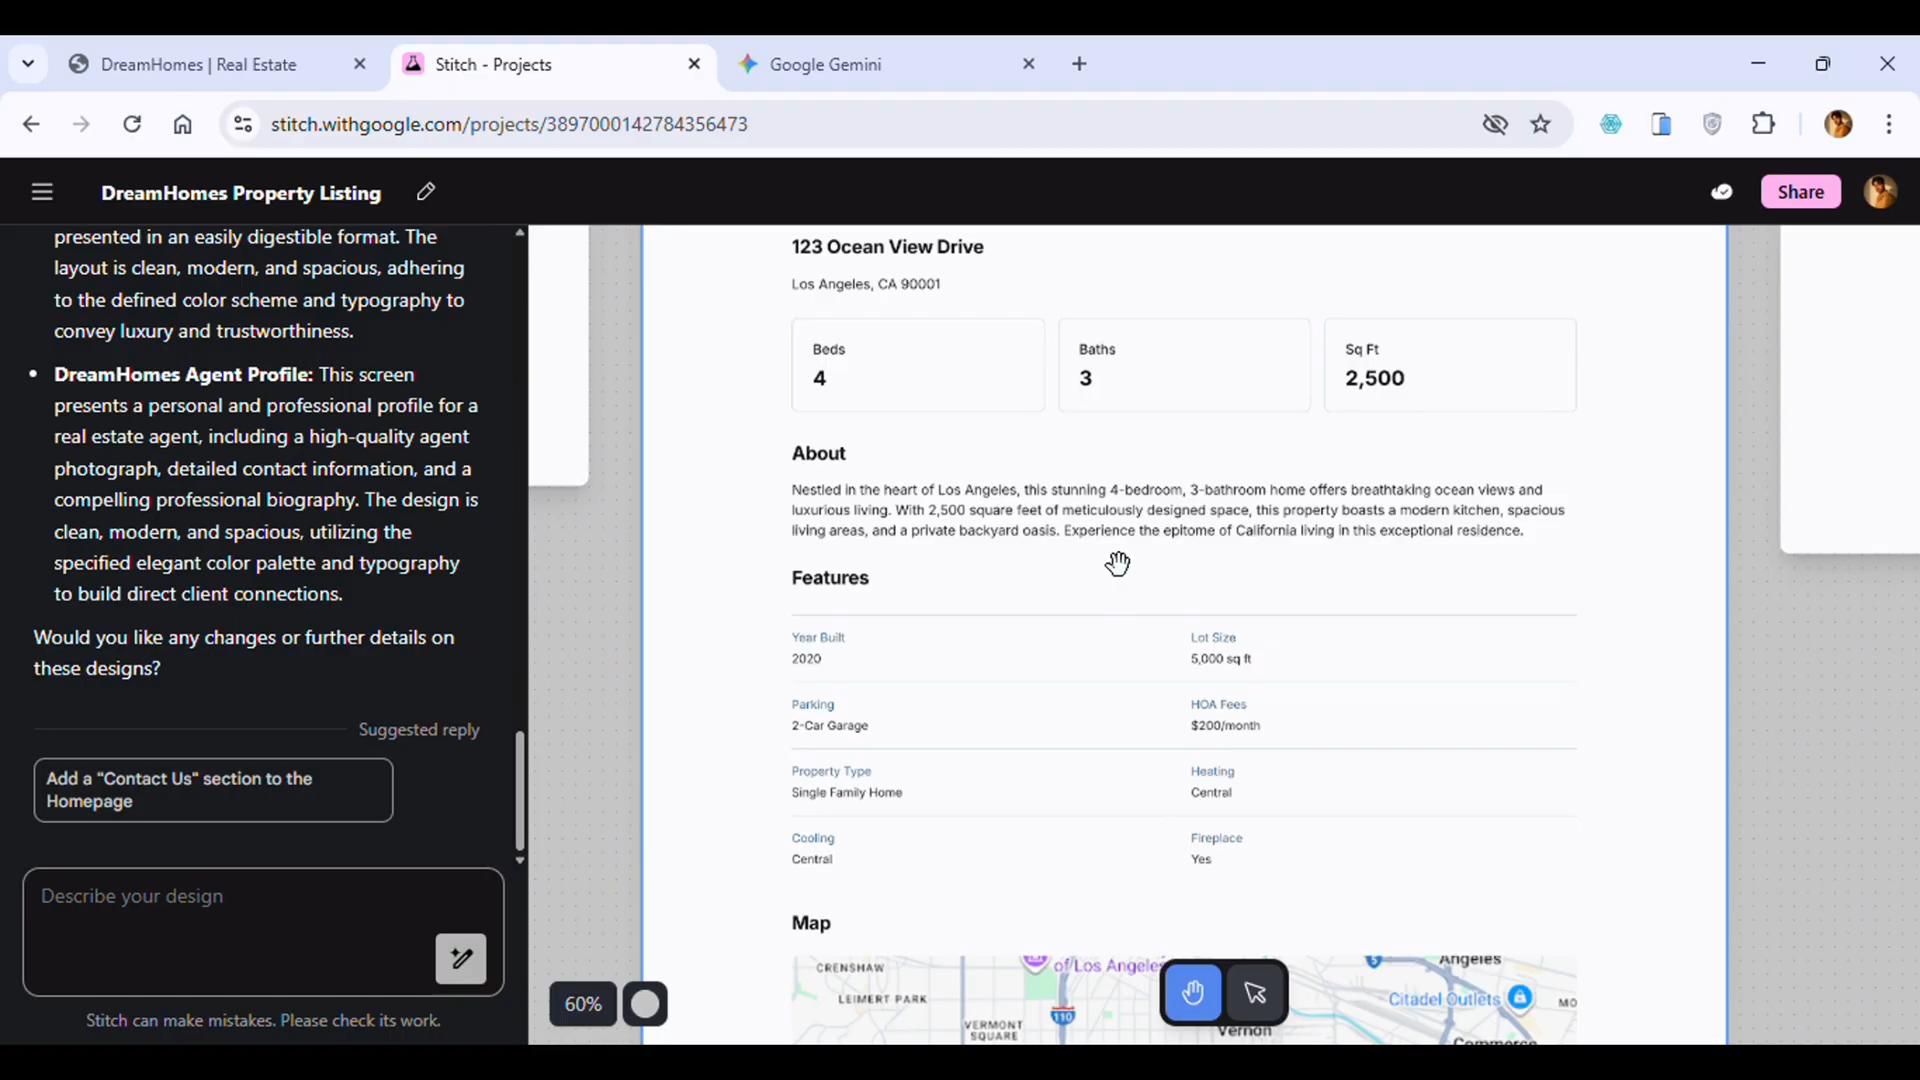 DreamHomes | Real Estate
Stitch - Projects
Google Gemini
stitch.withgoogle.com/projects/3897000142784356473
DreamHomes Property Listing
Share
presented in an easily digestible format. The
layout is clean, modern, and spacious, adhering
to the defined color scheme and typography to
convey luxury and trustworthiness.
• DreamHomes Agent Profile: This screen
presents a personal and professional profile for a
real estate agent, including a high-quality agent
photograph, detailed contact information, and a
compelling professional biography. The design is
clean, modern, and spacious, utilizing the
specified elegant color palette and typography
to build direct client connections.
Would you like any changes or further details on
these designs?
Suggested reply
Add a "Contact Us" section to the
Homepage
Describe your design
Stitch can make mistakes. Please check its work.
123 Ocean View Drive
Los Angeles, CA 90001
Beds
4
Baths
3
Sq Ft
2,500
About
Nestled in the heart of Los Angeles, this stunning 4-bedroom, 3-bathroom home offers breathtaking ocean views and
luxurious living. With 2,500 square feet of meticulously designed space, this property boasts a modern kitchen, spacious
living areas, and a private backyard oasis. Experience the epitome of California living in this exceptional residence.
Features
Year Built
2020
Lot Size
5,000 sq ft
Parking
2-Car Garage
HOA Fees
$200/month
Property Type
Single Family Home
Heating
Central
Cooling
Central
Fireplace
Yes
Map
CRENSHAW
of Los Angeles
Angeles
5
LEIMERT PARK
Citadel Outlets
MO
110
VERMONT
SQUARE
Vernon
Commerce
60%